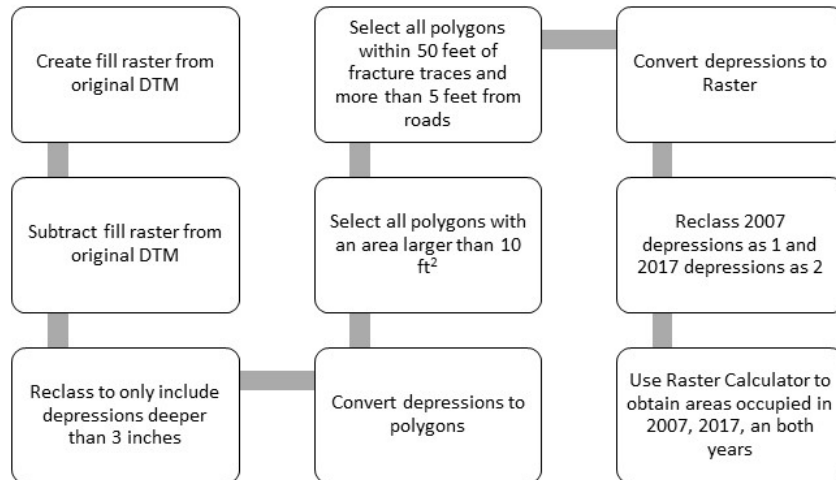 Create fill raster from
original DTM
Subtract fill raster from
original DTM
Reclass to only include
depressions deeper
than 3 inches
Convert depressions to
polygons
Select all polygons with
an area larger than 10
ft²
Select all polygons
within 50 feet of
fracture traces and
more than 5 feet from
roads
Convert depressions to
Raster
Reclass 2007
depressions as 1 and
2017 depressions as 2
Use Raster Calculator to
obtain areas occupied in
2007, 2017, an both
years